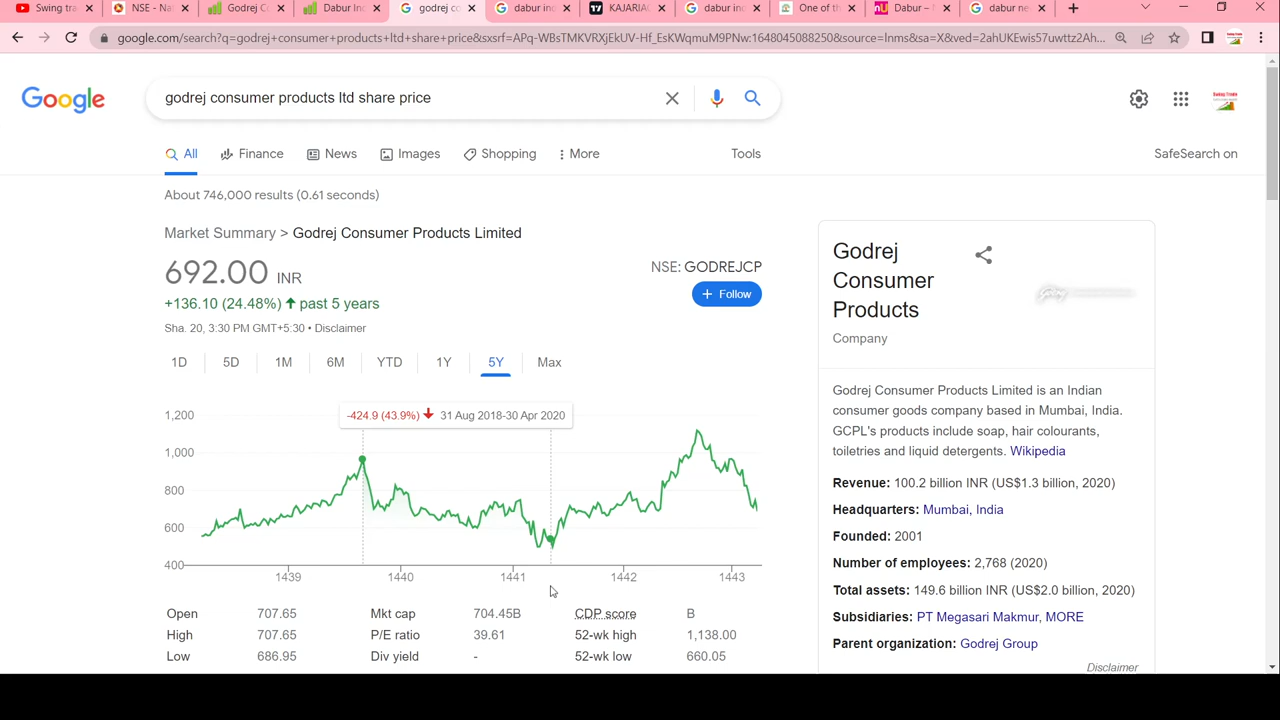 Swing tra
NSE - Nat
Godrej Co
Dabur Ind
godrej co
dabur ind
KAJARIAC
dabur ind
One of th
Dabur – N
dabur ne
google.com/search?q=godrej+consumer+products+ltd+share+price&sxsrf=APq-WBsTMKVRXjEkUV-Hf_EsKWqmuM9PNw:1648045088250&source=lnms&sa=X&ved=2ahUKEwis57uwttz2Ah...
Google
godrej consumer products ltd share price
All
Finance
News
Images
Shopping
More
Tools
SafeSearch on
About 746,000 results (0.61 seconds)
Market Summary > Godrej Consumer Products Limited
692.00 INR
NSE: GODREJCP
+136.10 (24.48%) past 5 years
+ Follow
Sha. 20, 3:30 PM GMT+5:30 • Disclaimer
1D 5D 1M 6M YTD 1Y 5Y Max
-424.9 (43.9%) 31 Aug 2018-30 Apr 2020
1,200
1,000
800
600
400
1439 1440 1441 1442 1443
Open 707.65 Mkt cap 704.45B CDP score B
High 707.65 P/E ratio 39.61 52-wk high 1,138.00
Low 686.95 Div yield - 52-wk low 660.05
Godrej
Consumer
Products
Company
Godrej Consumer Products Limited is an Indian
consumer goods company based in Mumbai, India.
GCPL's products include soap, hair colourants,
toiletries and liquid detergents. Wikipedia
Revenue: 100.2 billion INR (US$1.3 billion, 2020)
Headquarters: Mumbai, India
Founded: 2001
Number of employees: 2,768 (2020)
Total assets: 149.6 billion INR (US$2.0 billion, 2020)
Subsidiaries: PT Megasari Makmur, MORE
Parent organization: Godrej Group
Disclaimer